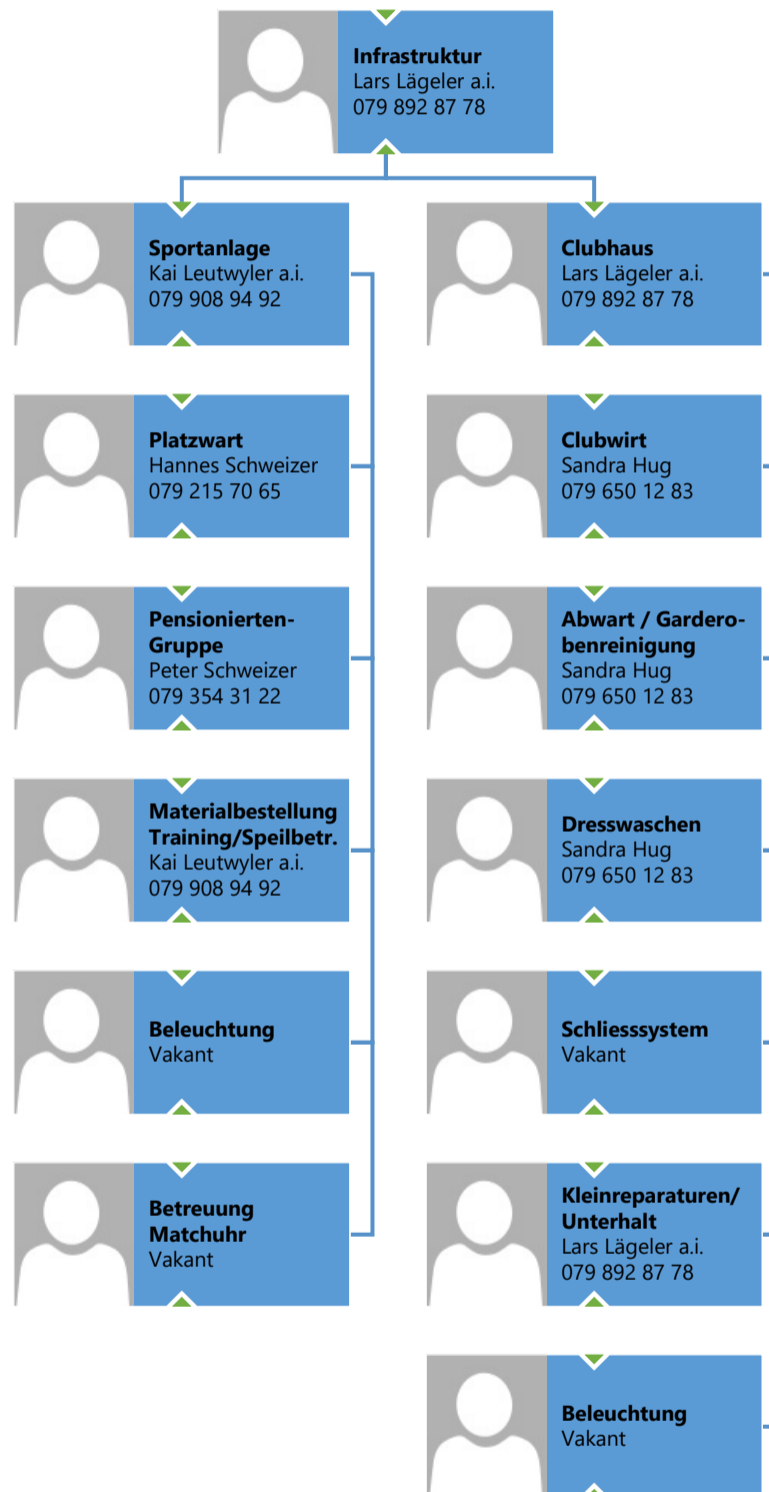 Infrastruktur
Lars Lägeler a.i.
079 892 87 78
Sportanlage
Kai Leutwyler a.i.
079 908 94 92
Platzwart
Hannes Schweizer
079 215 70 65
Pensionierten-
Gruppe
Peter Schweizer
079 354 31 22
Materialbestellung
Training/Speilbetr.
Kai Leutwyler a.i.
079 908 94 92
Beleuchtung
Vakant
Betreuung
Matchuhr
Vakant
Clubhaus
Lars Lägeler a.i.
079 892 87 78
Clubwirt
Sandra Hug
079 650 12 83
Abwart / Gardero-
benreinigung
Sandra Hug
079 650 12 83
Dresswaschen
Sandra Hug
079 650 12 83
Schliesssystem
Vakant
Kleinreparaturen/
Unterhalt
Lars Lägeler a.i.
079 892 87 78
Beleuchtung
Vakant